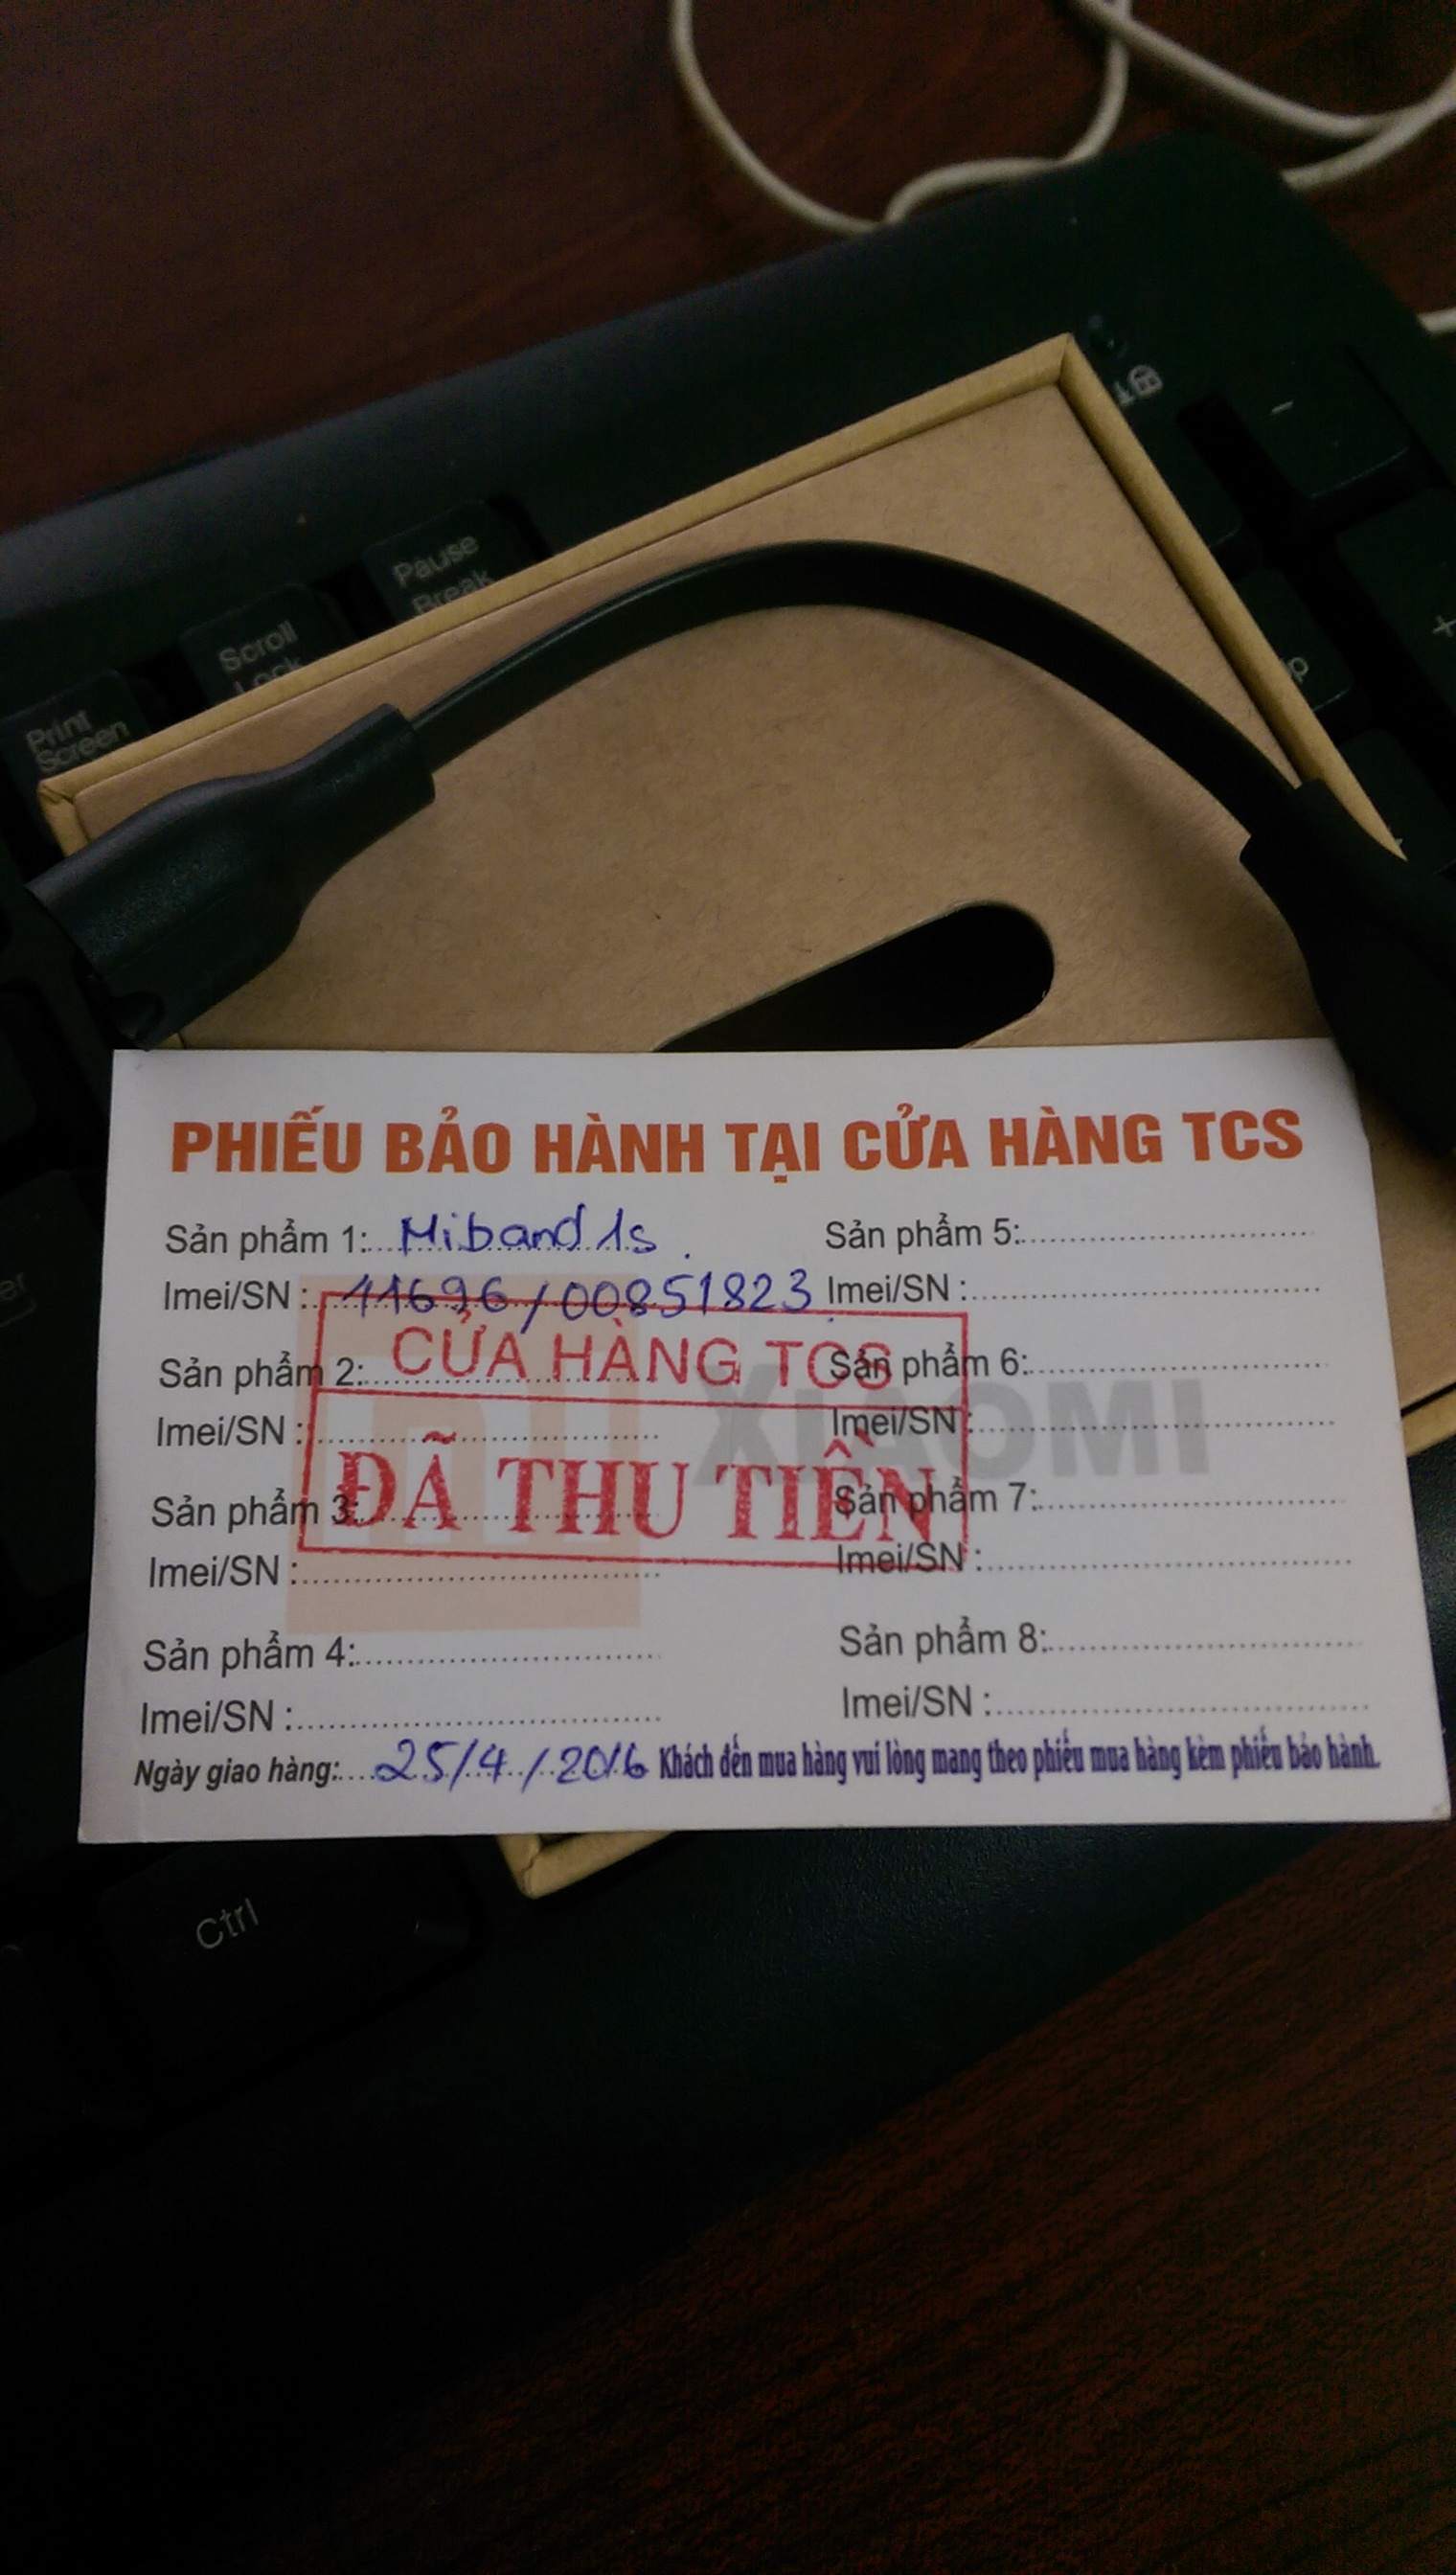 Pause
Break
Scroll
Lock
Print
Screen
PHIẾU BẢO HÀNH TẠI CỬA HÀNG TCS
Sản phẩm 1: Miband 1s. Sản phẩm 5:
Imei/SN : 11696/00851823 Imei/SN :
CỬA HÀNG TCS
Sản phẩm 2: Sản phẩm 6:
Imei/SN : Imei/SN :
XIAOMI
ĐÃ THU TIỀN
Sản phẩm 3: Sản phẩm 7:
Imei/SN : Imei/SN :
Sản phẩm 4: Sản phẩm 8:
Imei/SN : Imei/SN :
Ngày giao hàng: 25/4/2016 Khách đến mua hàng vui lòng mang theo phiếu mua hàng kèm phiếu bảo hành.
Ctrl